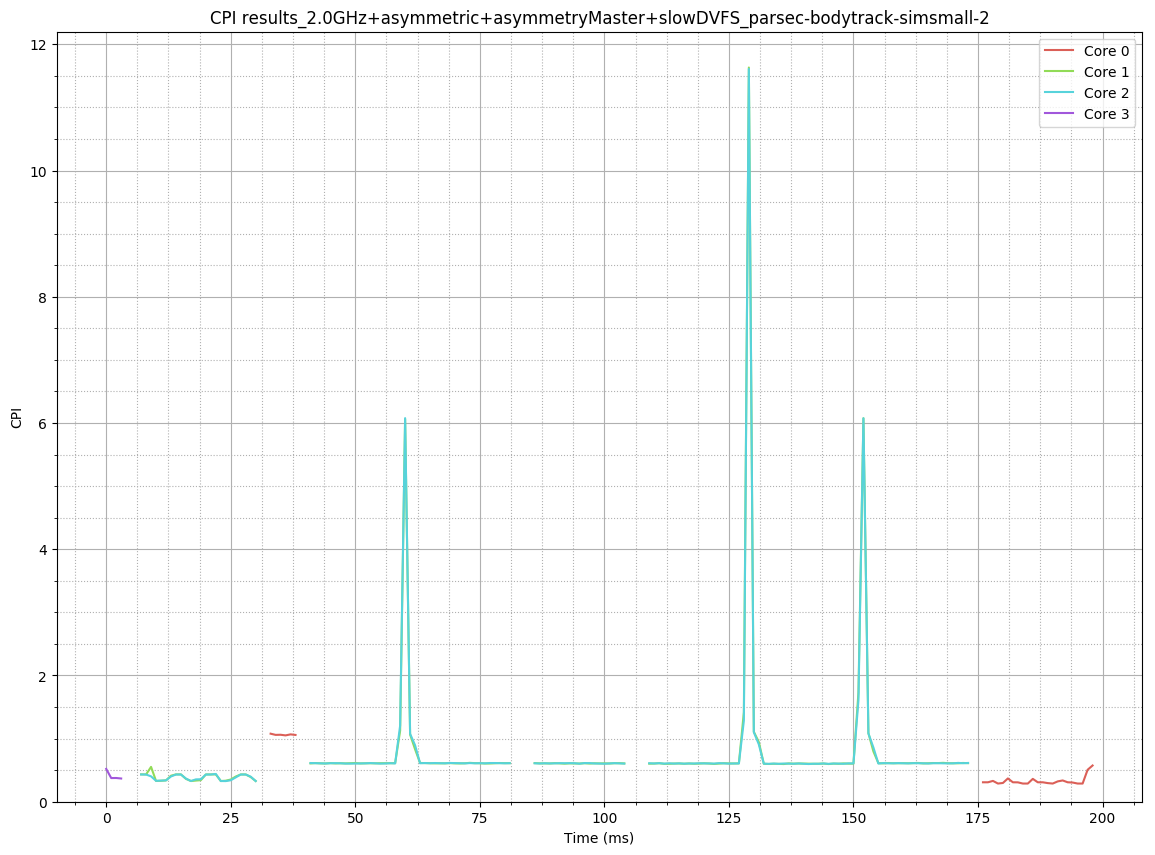 CPI results_2.0GHz+asymmetric+asymmetryMaster+slowDVFS_parsec-bodytrack-simsmall-2
Core 0
Core 1
Core 2
Core 3
12
10
8
6
4
2
0
CPI
0 25 50 75 100 125 150 175 200
Time (ms)